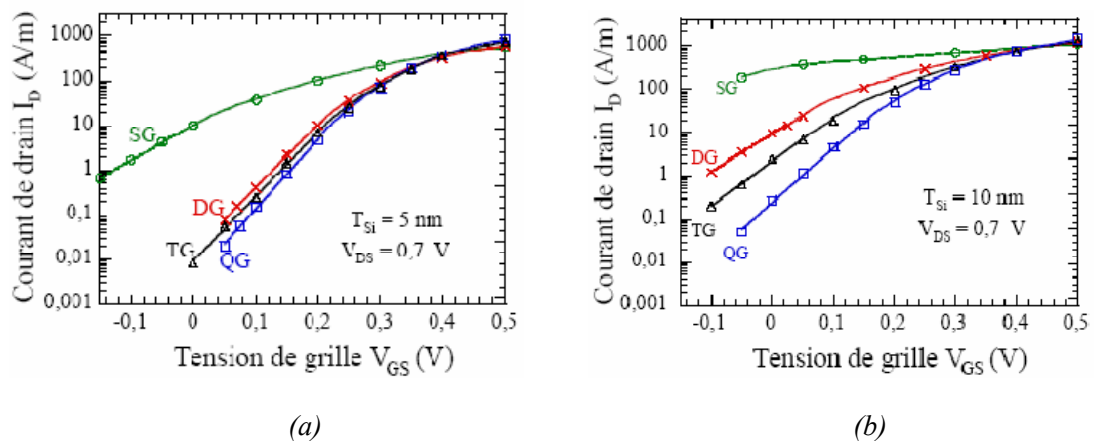 Courant de drain I_D (A/m)
1000
100
10
1
0,1
0,01
0,001
SG
DG
TG
QG
T_Si = 5 nm
V_DS = 0,7 V
-0,1 0 0,1 0,2 0,3 0,4 0,5
Tension de grille V_GS (V)
(a)
Courant de drain I_D (A/m)
1000
100
10
1
0,1
0,01
0,001
SG
DG
TG
QG
T_Si = 10 nm
V_DS = 0,7 V
-0,1 0 0,1 0,2 0,3 0,4 0,5
Tension de grille V_GS (V)
(b)